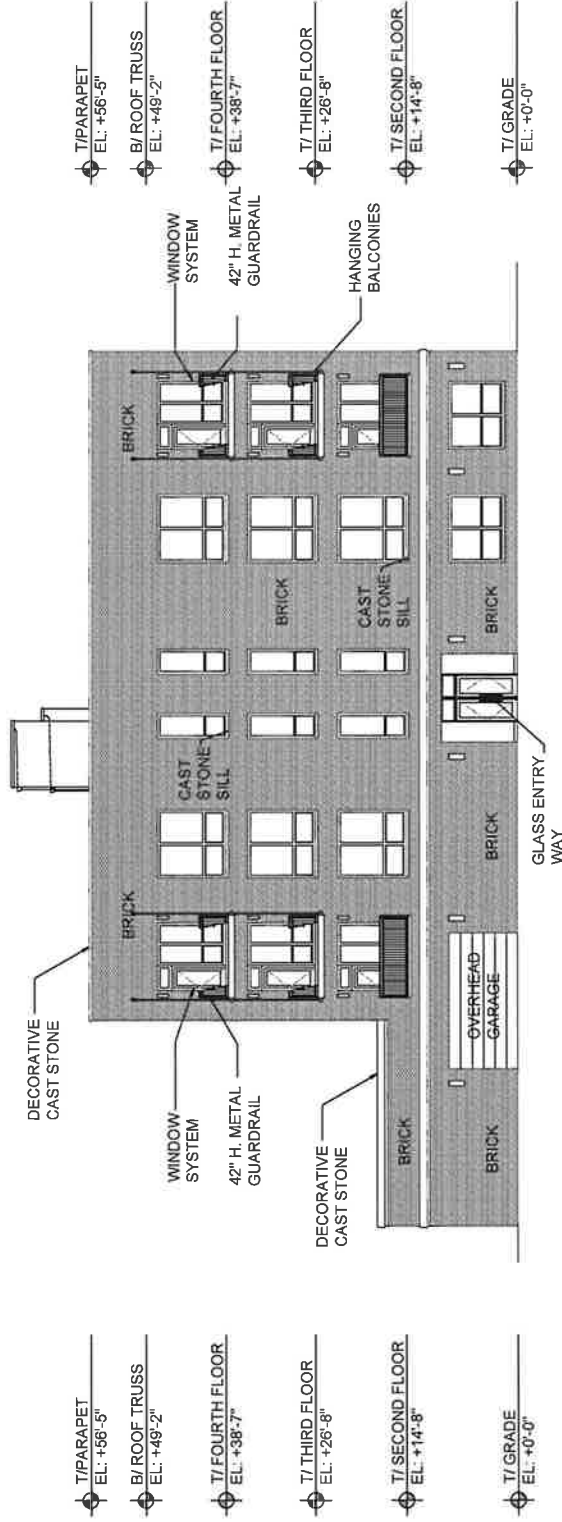 T/PARAPET
EL: +56'-5"
B/ ROOF TRUSS
EL: +49'-2"
T/ FOURTH FLOOR
EL: +38'-7"
T/ THIRD FLOOR
EL: +26'-8"
T/ SECOND FLOOR
EL: +14'-8"
T/ GRADE
EL: +0'-0"
DECORATIVE
CAST STONE
WINDOW
SYSTEM
42" H. METAL
GUARDRAIL
DECORATIVE
CAST STONE
BRICK
BRICK
BRICK
OVERHEAD
GARAGE
CAST
STONE
SILL
BRICK
GLASS ENTRY
WAY
BRICK
CAST
STONE
SILL
BRICK
BRICK
WINDOW
SYSTEM
42" H. METAL
GUARDRAIL
HANGING
BALCONIES
T/PARAPET
EL: +56'-5"
B/ ROOF TRUSS
EL: +49'-2"
T/ FOURTH FLOOR
EL: +38'-7"
T/ THIRD FLOOR
EL: +26'-8"
T/ SECOND FLOOR
EL: +14'-8"
T/ GRADE
EL: +0'-0"